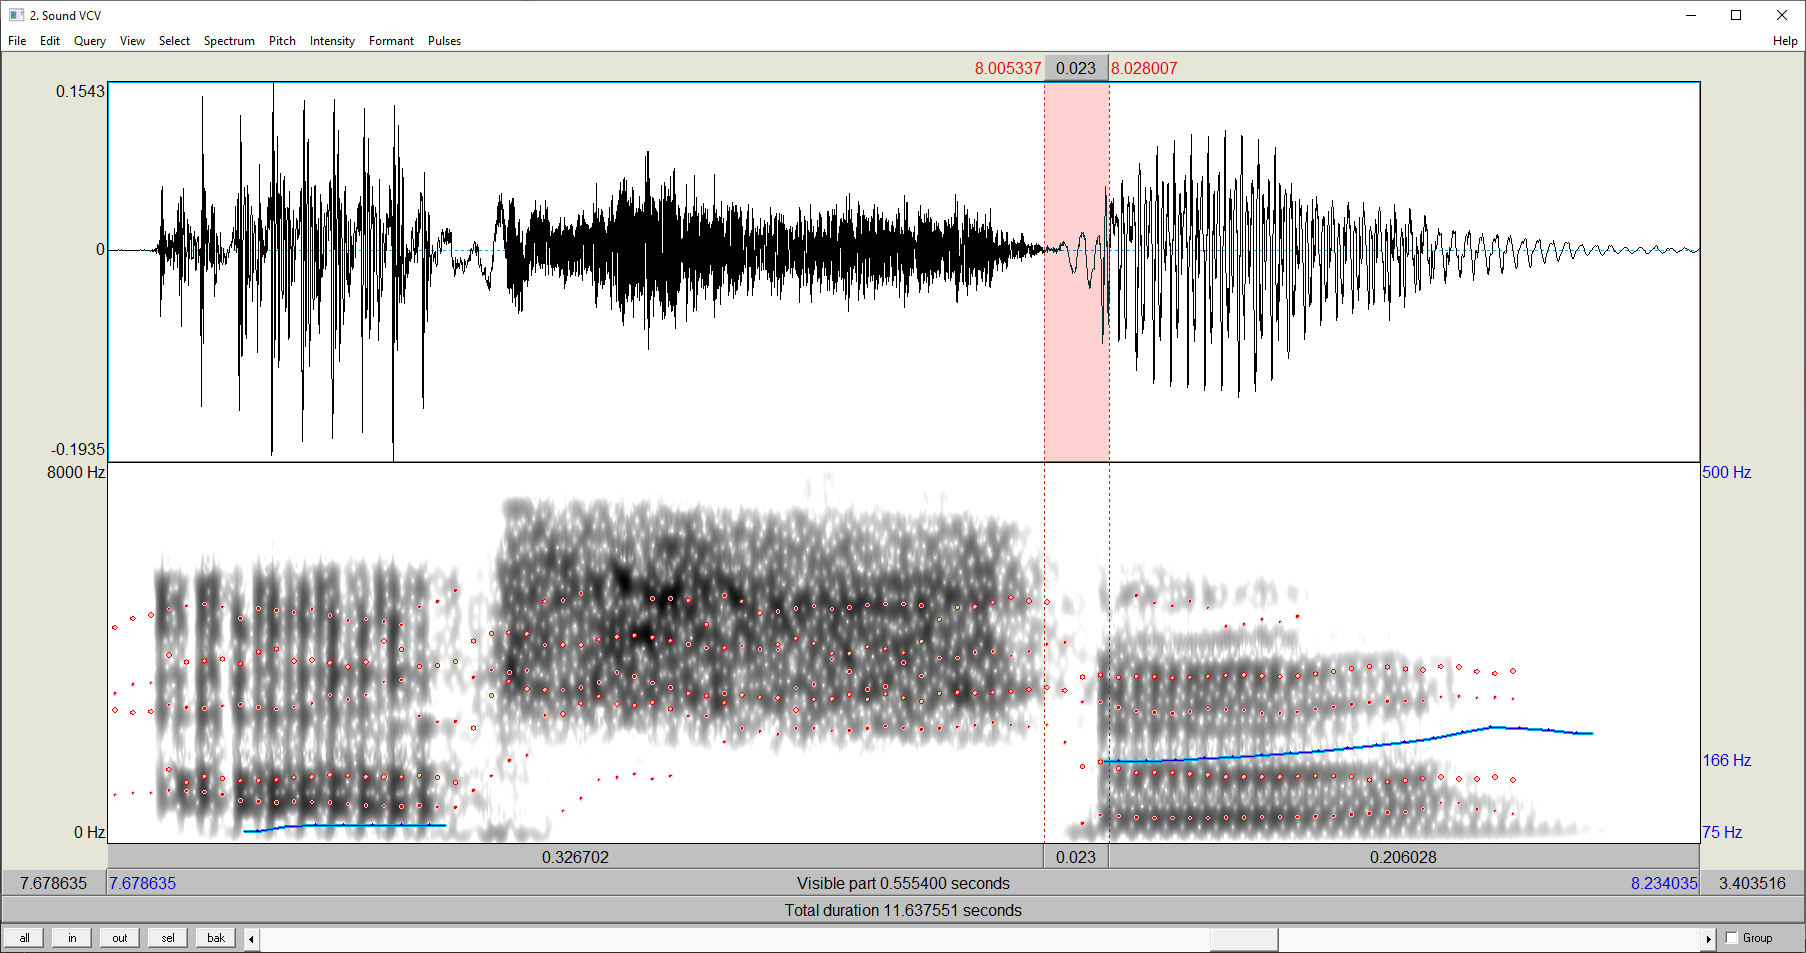 2. Sound VCV
File Edit Query View Select Spectrum Pitch Intensity Formant Pulses Help
8.005337 0.023 8.028007
0.1543
0
-0.1935
8000 Hz 500 Hz
166 Hz
0 Hz 75 Hz
0.326702 0.023 0.206028
7.678635 7.678635 Visible part 0.555400 seconds 8.234035 3.403516
Total duration 11.637551 seconds
all in out sel bak Group